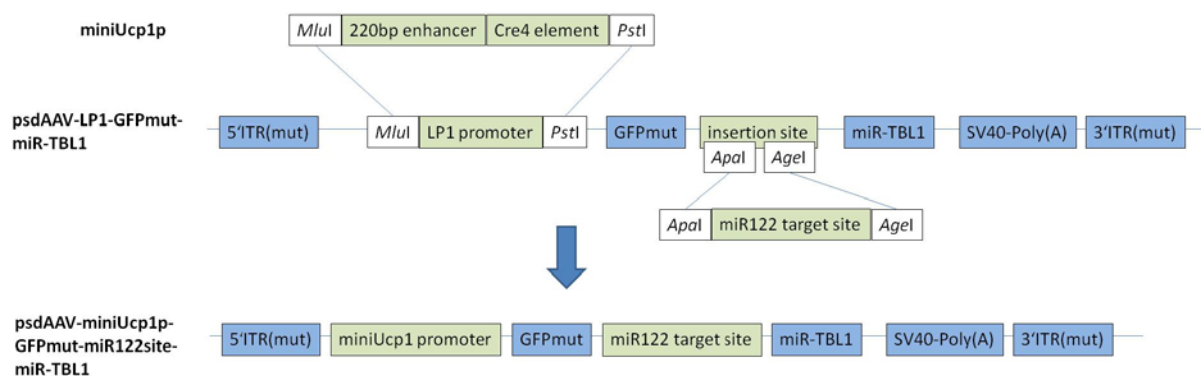 miniUcp1p
MluI 220bp enhancer Cre4 element PstI
psdAAV-LP1-GFPmut-
miR-TBL1
5‘ITR(mut) MluI LP1 promoter PstI GFPmut insertion site miR-TBL1 SV40-Poly(A) 3‘ITR(mut)
ApaI AgeI
ApaI miR122 target site AgeI
psdAAV-miniUcp1p-
GFPmut-miR122site-
miR-TBL1
5‘ITR(mut) miniUcp1 promoter GFPmut miR122 target site miR-TBL1 SV40-Poly(A) 3‘ITR(mut)